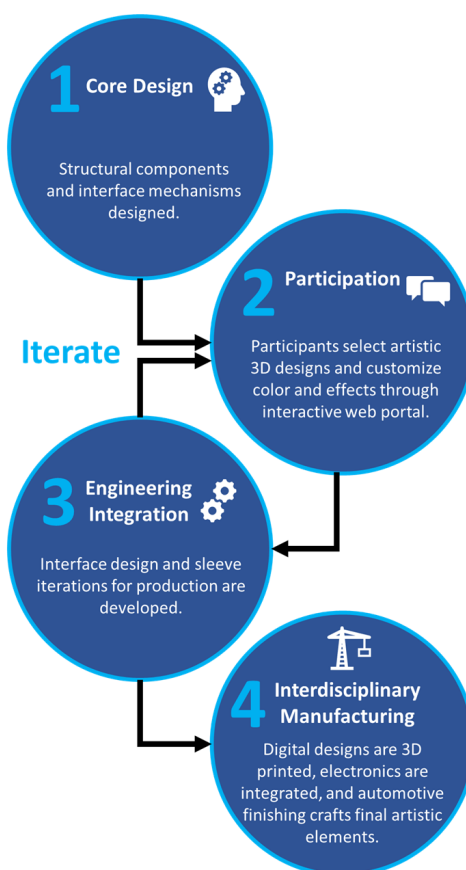 1 Core Design
Structural components
and interface mechanisms
designed.
2 Participation
Participants select artistic
3D designs and customize
color and effects through
interactive web portal.
Iterate
3 Engineering
Integration
Interface design and sleeve
iterations for production are
developed.
4 Interdisciplinary
Manufacturing
Digital designs are 3D
printed, electronics are
integrated, and automotive
finishing crafts final artistic
elements.